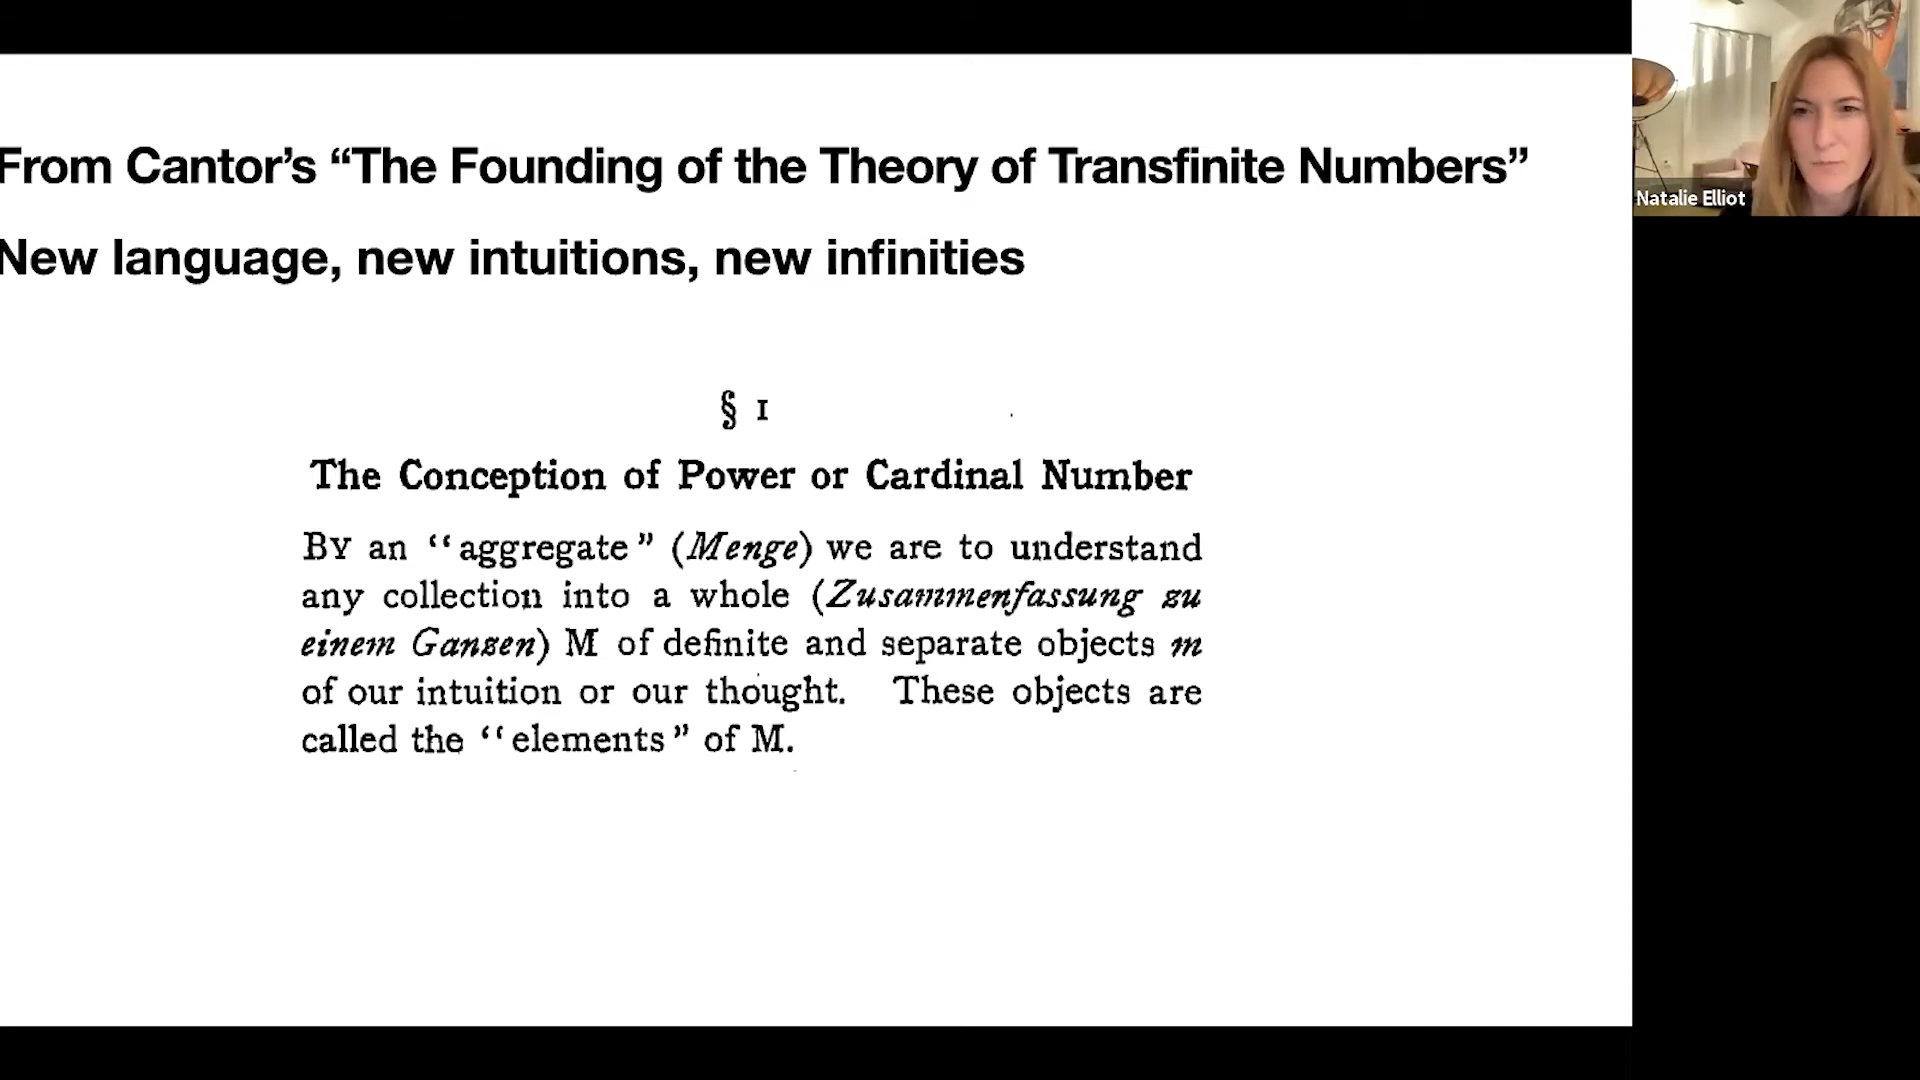 From Cantor’s “The Founding of the Theory of Transfinite Numbers”
New language, new intuitions, new infinities
§ 1
The Conception of Power or Cardinal Number
By an “aggregate” (Menge) we are to understand
any collection into a whole (Zusammenfassung zu
einem Ganzen) M of definite and separate objects m
of our intuition or our thought. These objects are
called the “elements” of M.
Natalie Elliot